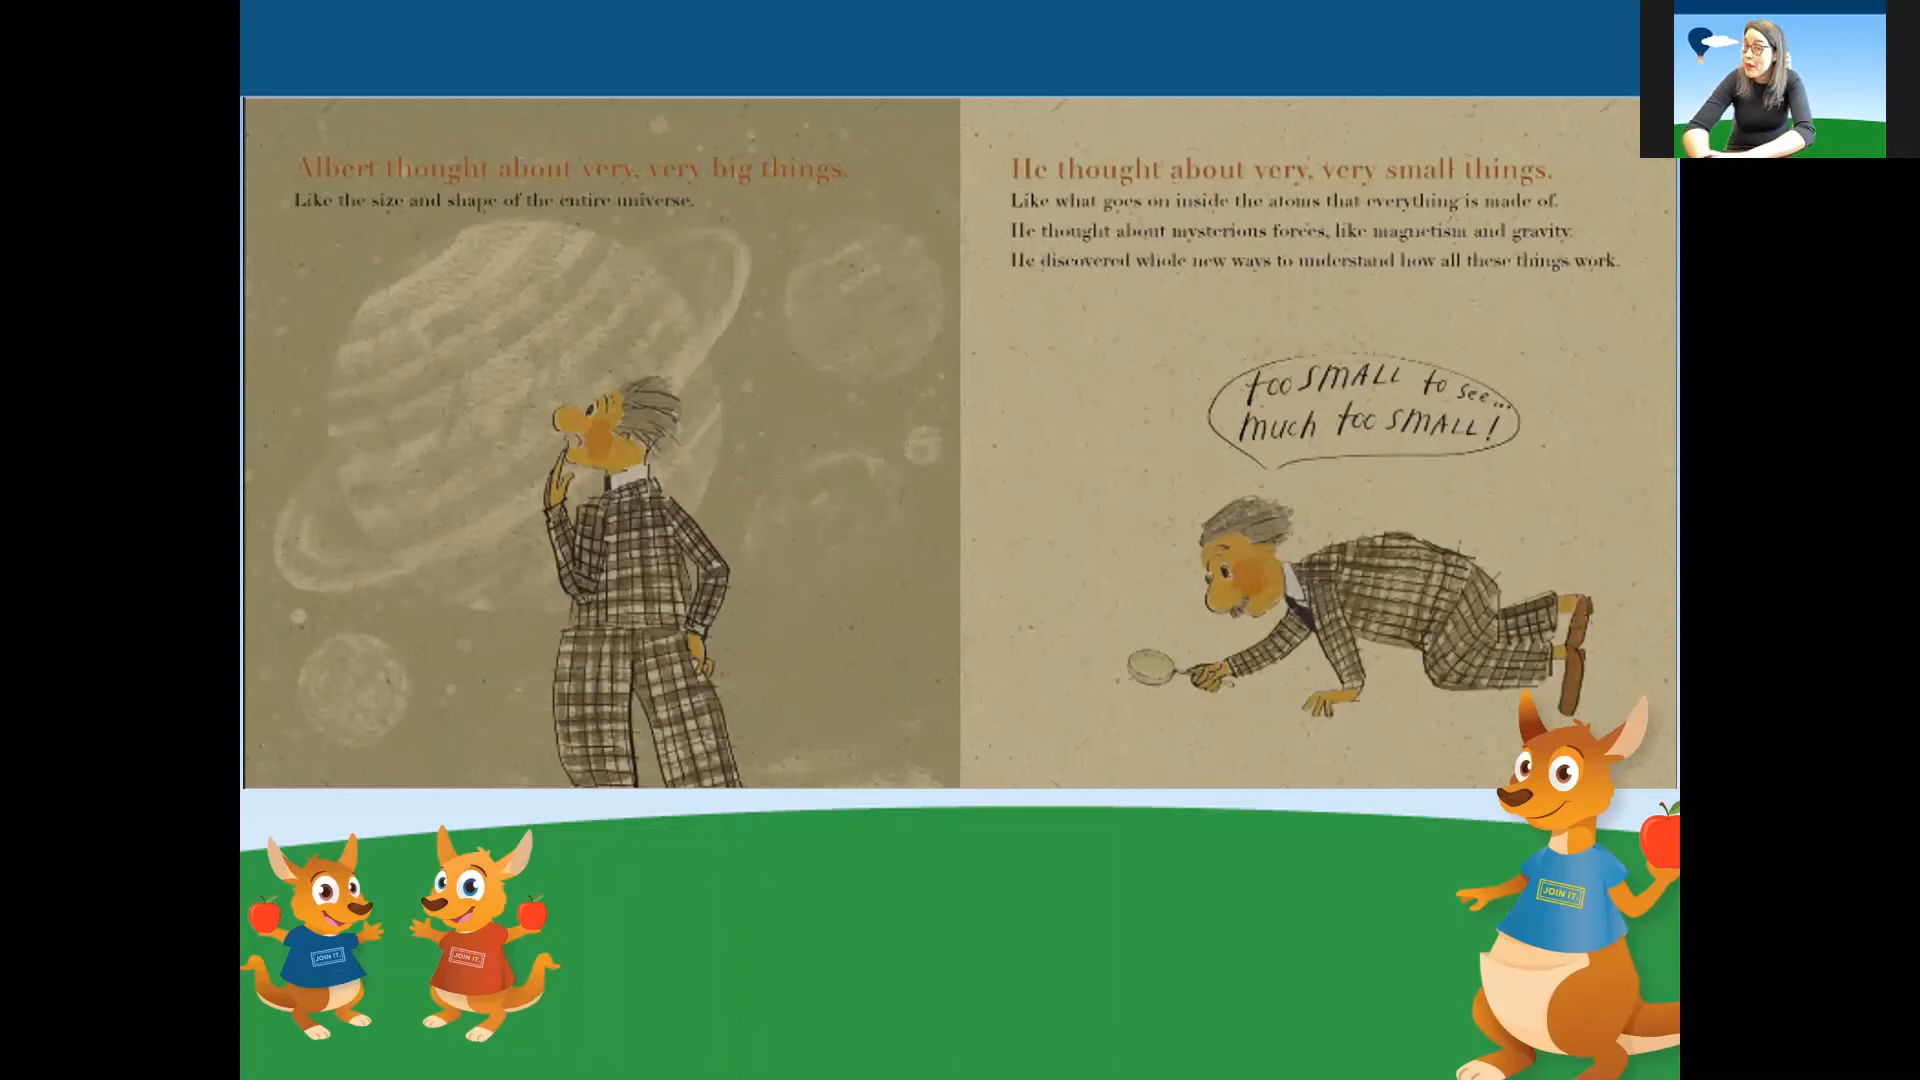 Albert thought about very, very big things.
Like the size and shape of the entire universe.
He thought about very, very small things.
Like what goes on inside the atoms that everything is made of.
He thought about mysterious forces, like magnetism and gravity.
He discovered whole new ways to understand how all these things work.
too SMALL to see...
much too SMALL!
JOIN IT.
JOIN IT.
JOIN IT.